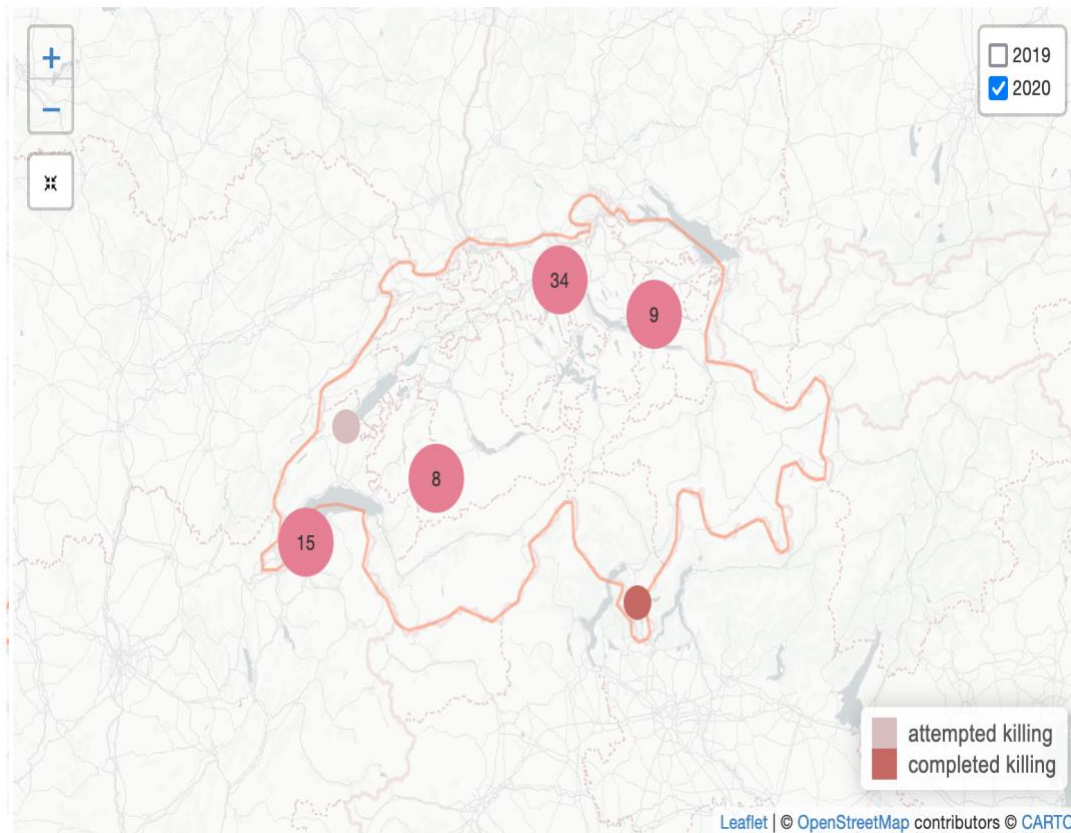 +
2019
2020
−
34
9
8
15
attempted killing
completed killing
Leaflet | © OpenStreetMap contributors © CARTO